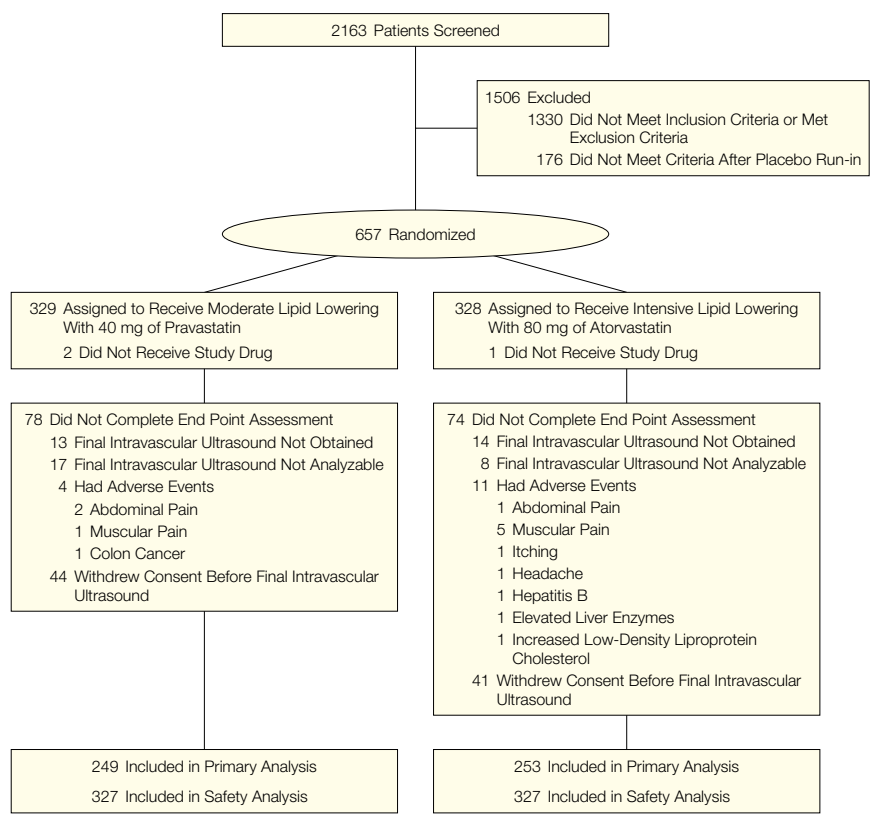 2163 Patients Screened
1506 Excluded
1330 Did Not Meet Inclusion Criteria or Met
Exclusion Criteria
176 Did Not Meet Criteria After Placebo Run-in
657 Randomized
329 Assigned to Receive Moderate Lipid Lowering
With 40 mg of Pravastatin
2 Did Not Receive Study Drug
328 Assigned to Receive Intensive Lipid Lowering
With 80 mg of Atorvastatin
1 Did Not Receive Study Drug
78 Did Not Complete End Point Assessment
13 Final Intravascular Ultrasound Not Obtained
17 Final Intravascular Ultrasound Not Analyzable
4 Had Adverse Events
2 Abdominal Pain
1 Muscular Pain
1 Colon Cancer
44 Withdrew Consent Before Final Intravascular
Ultrasound
74 Did Not Complete End Point Assessment
14 Final Intravascular Ultrasound Not Obtained
8 Final Intravascular Ultrasound Not Analyzable
11 Had Adverse Events
1 Abdominal Pain
5 Muscular Pain
1 Itching
1 Headache
1 Hepatitis B
1 Elevated Liver Enzymes
1 Increased Low-Density Liproprotein
Cholesterol
41 Withdrew Consent Before Final Intravascular
Ultrasound
249 Included in Primary Analysis
327 Included in Safety Analysis
253 Included in Primary Analysis
327 Included in Safety Analysis